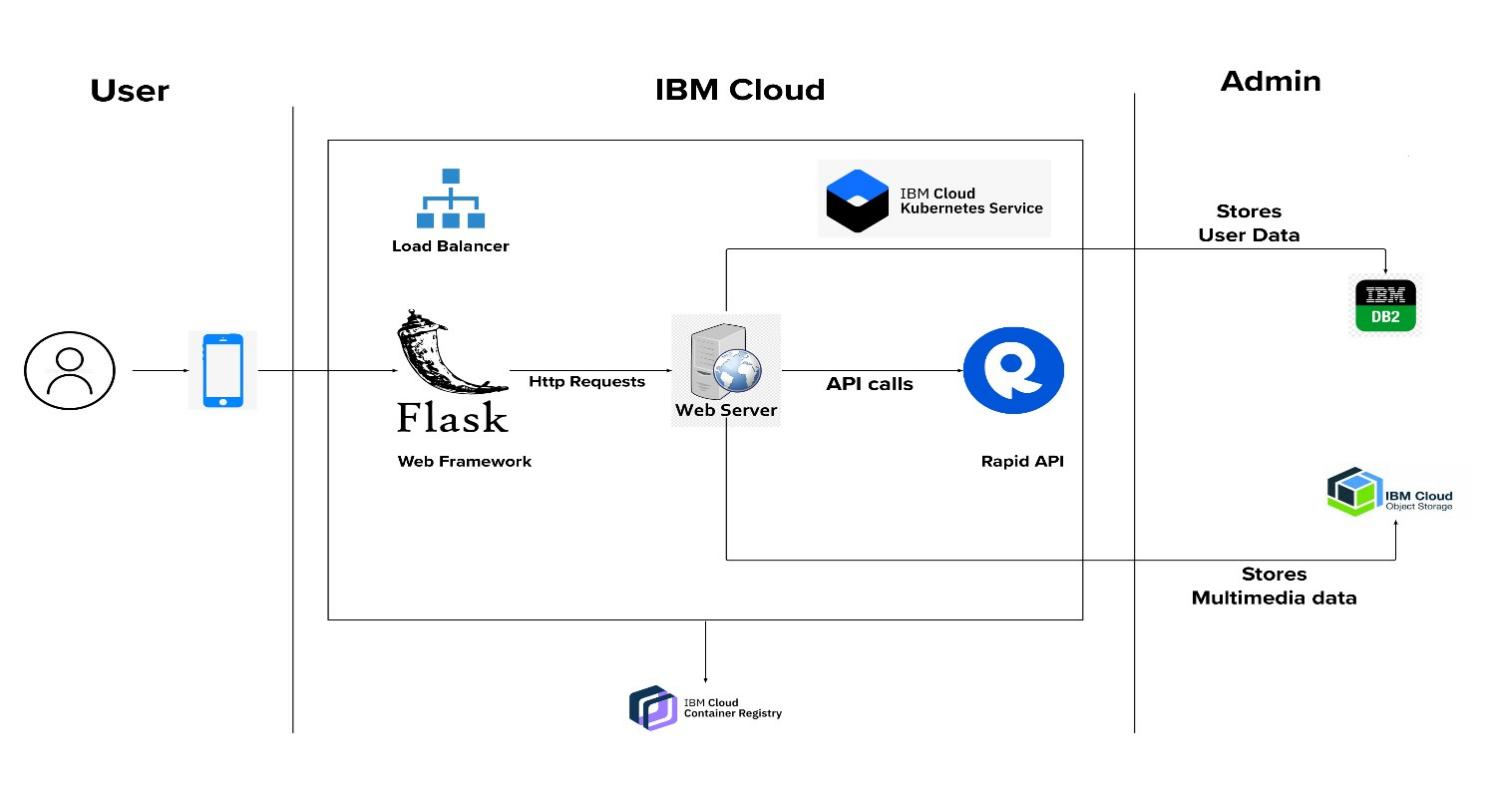 User
IBM Cloud
Admin
IBM Cloud
Kubernetes Service
Load Balancer
Stores
User Data
IBM
DB2
Flask
Web Framework
Http Requests
Web Server
API calls
Rapid API
IBM Cloud
Object Storage
Stores
Multimedia data
IBM Cloud
Container Registry